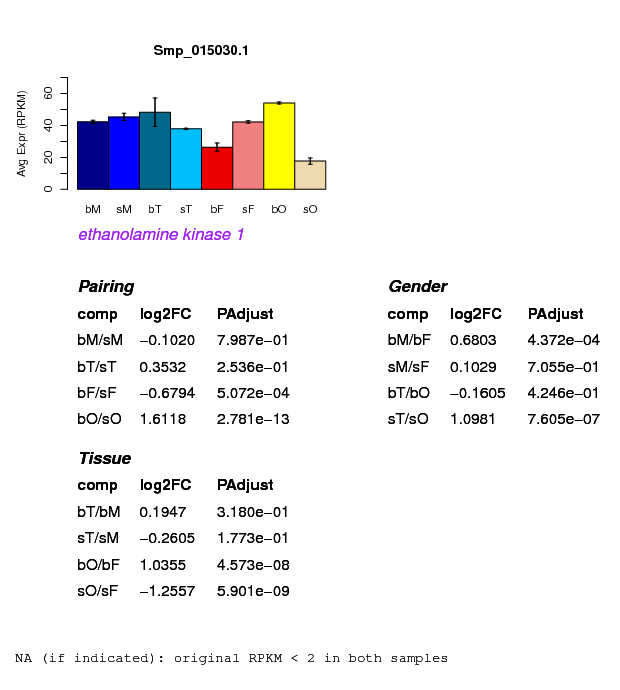 Smp_015030.1
Avg Expr (RPKM)
0 20 40 60
bM sM bT sT bF sF bO sO
ethanolamine kinase 1
Pairing
comp log2FC PAdjust
bM/sM −0.1020 7.987e−01
bT/sT 0.3532 2.536e−01
bF/sF −0.6794 5.072e−04
bO/sO 1.6118 2.781e−13
Gender
comp log2FC PAdjust
bM/bF 0.6803 4.372e−04
sM/sF 0.1029 7.055e−01
bT/bO −0.1605 4.246e−01
sT/sO 1.0981 7.605e−07
Tissue
comp log2FC PAdjust
bT/bM 0.1947 3.180e−01
sT/sM −0.2605 1.773e−01
bO/bF 1.0355 4.573e−08
sO/sF −1.2557 5.901e−09
NA (if indicated): original RPKM < 2 in both samples